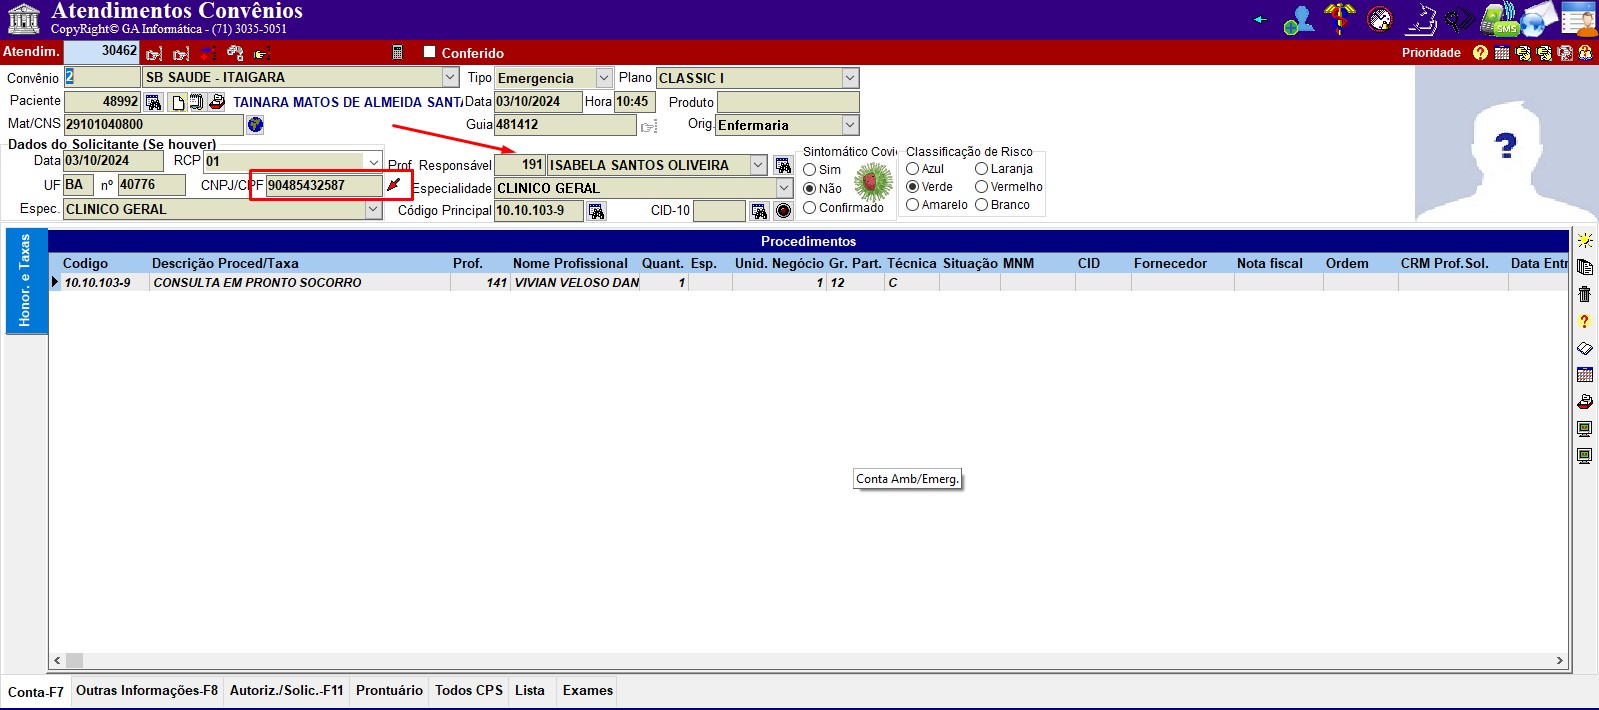 Atendimentos Convênios
CopyRight© GA Informática - (71) 3035-5051
SMS
Atendim. 30462 Conferido Prioridade
Convênio 2 SB SAUDE - ITAIGARA Tipo Emergencia Plano CLASSIC I
Paciente 48992 TAINARA MATOS DE ALMEIDA SANTA Data 03/10/2024 Hora 10:45 Produto
Mat/CNS 29101040800 Guia 481412 Orig. Enfermaria
Dados do Solicitante (Se houver)
Data 03/10/2024 RCP 01
UF BA nº 40776 CNPJ/CPF 90485432587
Espec. CLINICO GERAL
Prof. Responsável 191 ISABELA SANTOS OLIVEIRA
Especialidade CLINICO GERAL
Código Principal 10.10.103-9 CID-10
Sintomático Covi
Sim
Não
Confirmado
Classificação de Risco
Azul Laranja
Verde Vermelho
Amarelo Branco
?
Honor. e Taxas
Procedimentos
Codigo Descrição Proced/Taxa Prof. Nome Profissional Quant. Esp. Unid. Negócio Gr. Part. Técnica Situação MNM CID Fornecedor Nota fiscal Ordem CRM Prof.Sol. Data Entr
10.10.103-9 CONSULTA EM PRONTO SOCORRO 141 VIVIAN VELOSO DAN 1 1 12 C
Conta Amb/Emerg.
Conta-F7 Outras Informações-F8 Autoriz./Solic.-F11 Prontuário Todos CPS Lista Exames